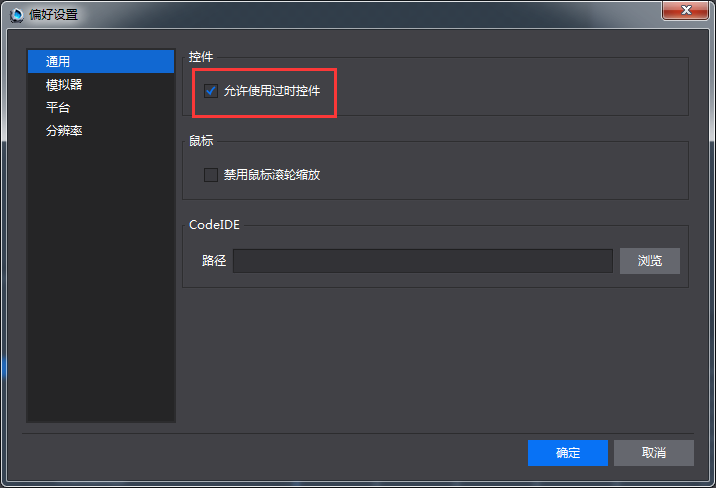 偏好设置
通用
模拟器
平台
分辨率
控件
允许使用过时控件
鼠标
禁用鼠标滚轮缩放
CodeIDE
路径
浏览
确定
取消